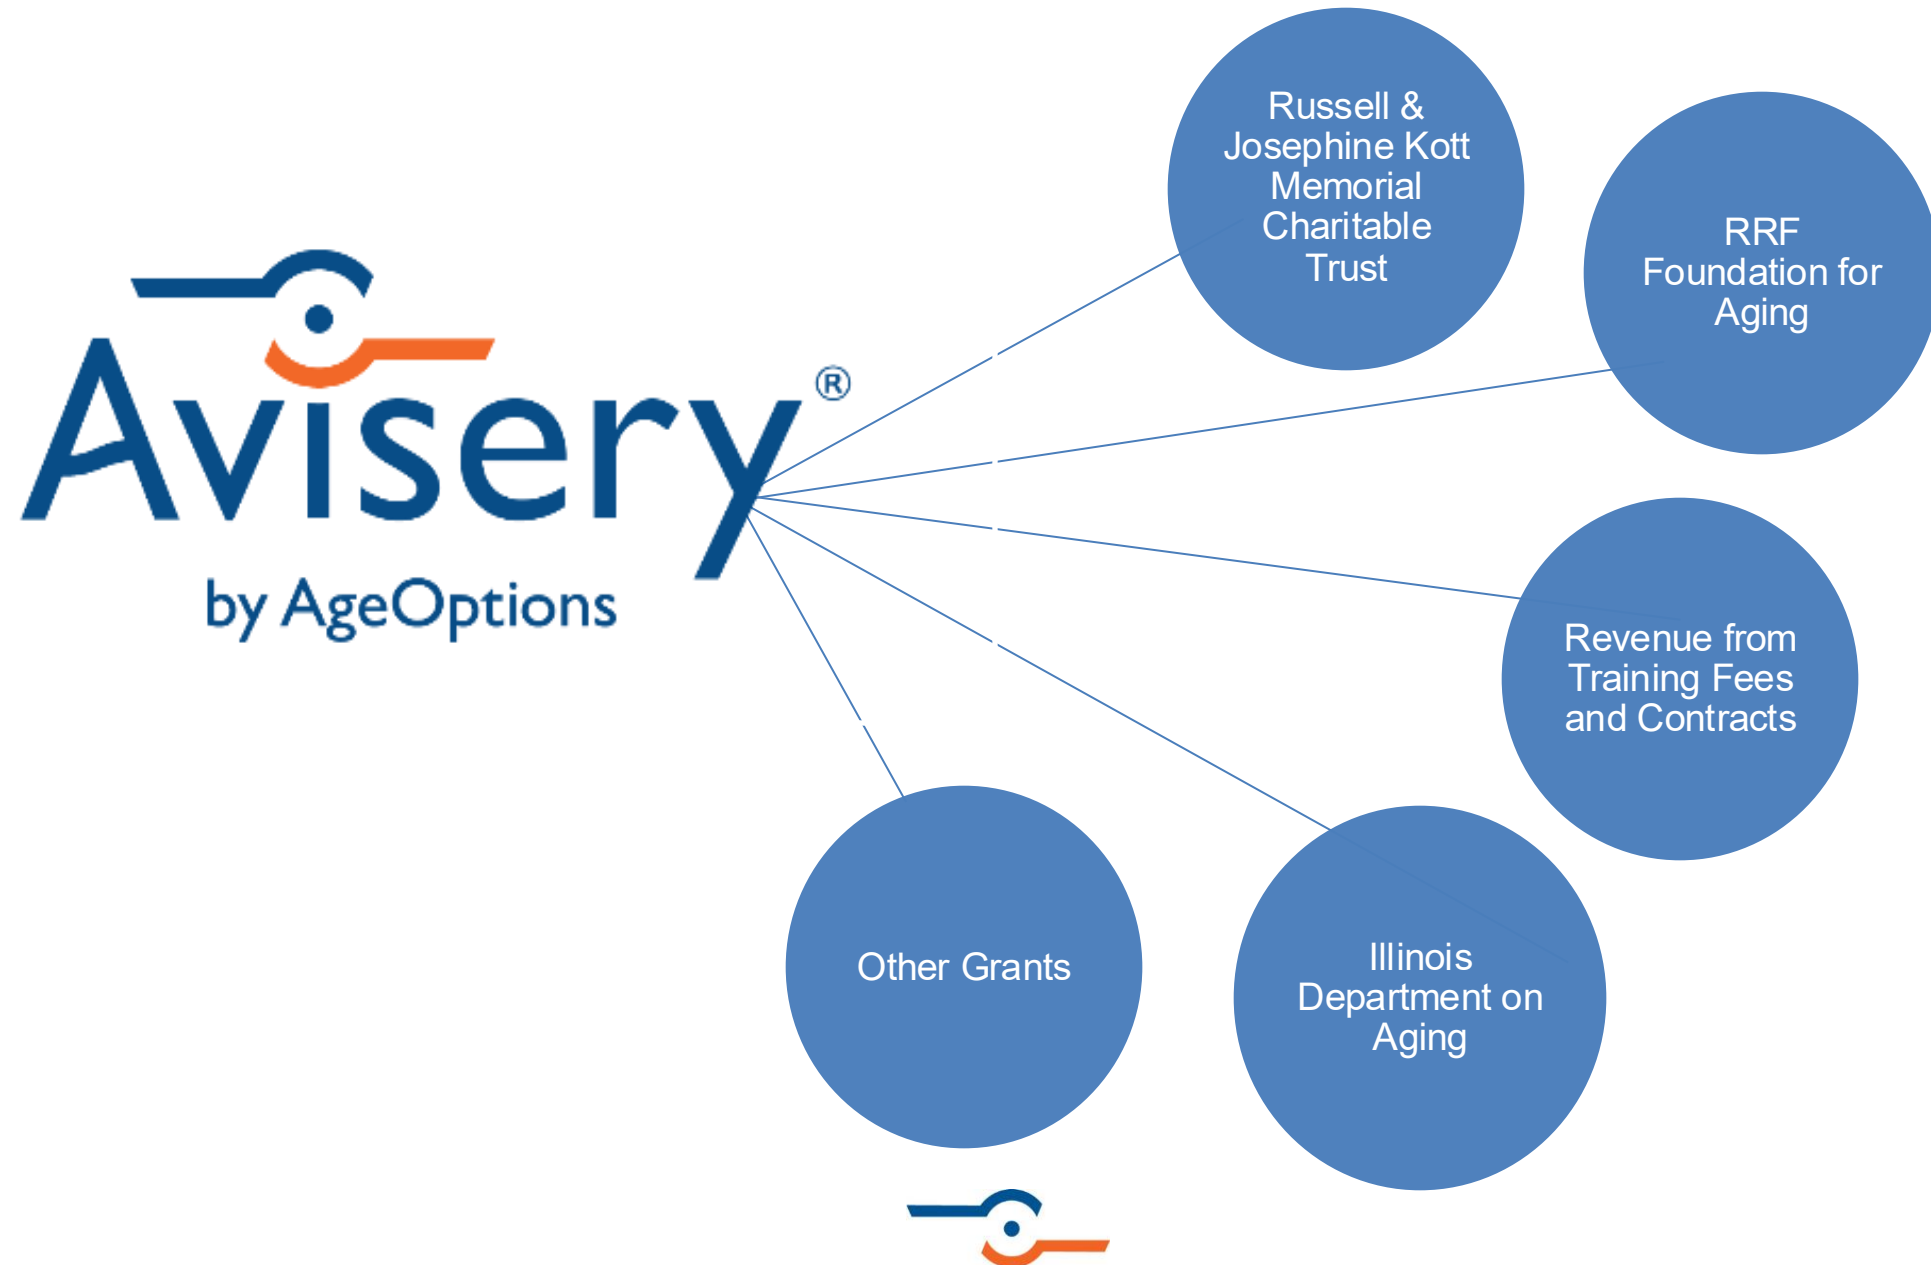 Avisery®
by AgeOptions
Russell &
Josephine Kott
Memorial
Charitable
Trust
RRF
Foundation for
Aging
Revenue from
Training Fees
and Contracts
Illinois
Department on
Aging
Other Grants